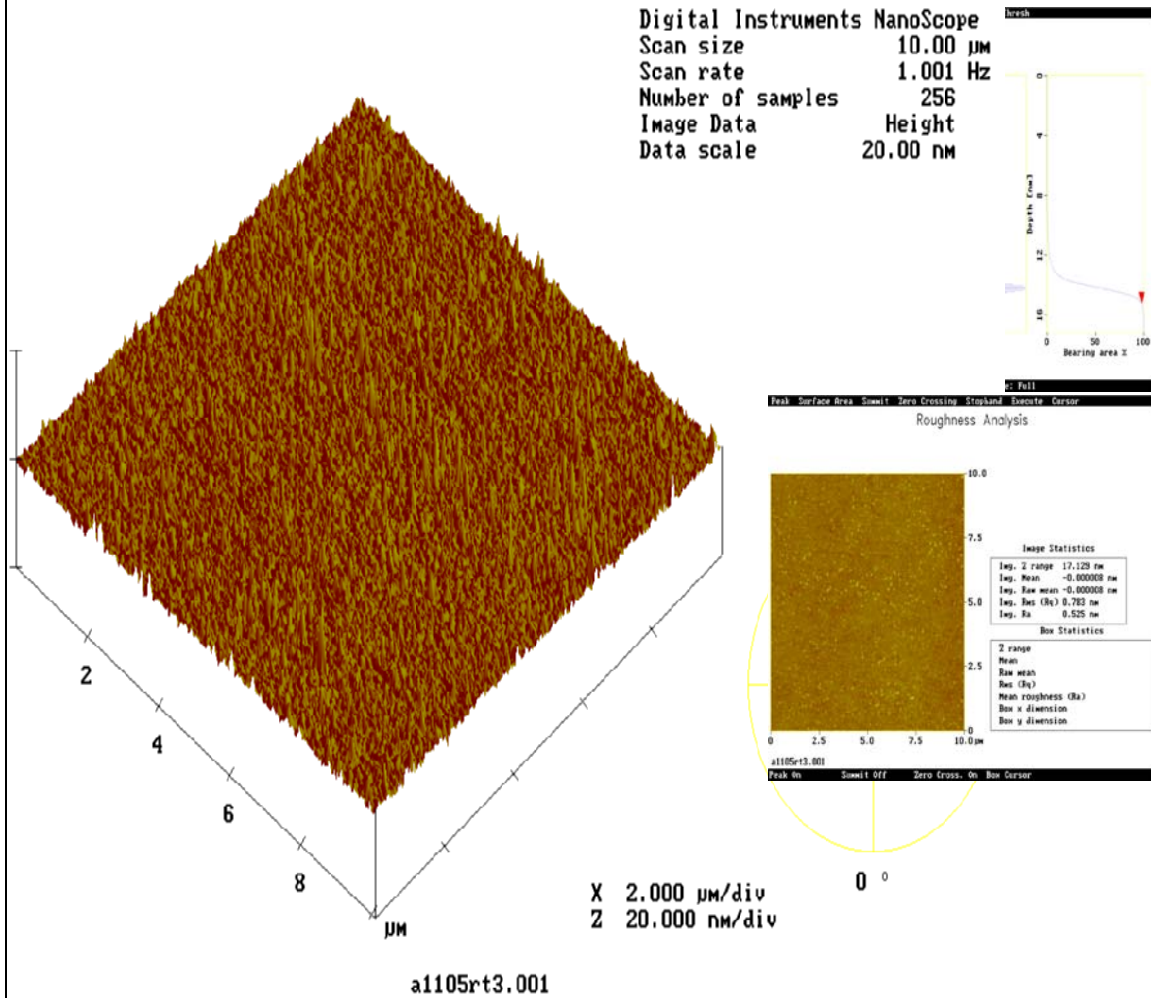 Digital Instruments NanoScope
Scan size 10.00 µm
Scan rate 1.001 Hz
Number of samples 256
Image Data Height
Data scale 20.00 nm
hresh
0
4
8
12
16
Depth [nm]
0 50 100
Bearing area %
e: Full
Peak Surface Area Summit Zero Crossing Stopband Execute Cursor
Roughness Analysis
10.0
7.5
5.0
2.5
0
0 2.5 5.0 7.5 10.0 µm
Image Statistics
Img. Z range 17.129 nm
Img. Mean -0.000008 nm
Img. Raw mean -0.000008 nm
Img. Rms (Rq) 0.783 nm
Img. Ra 0.525 nm
Box Statistics
Z range
Mean
Raw mean
Rms (Rq)
Mean roughness (Ra)
Box x dimension
Box y dimension
a1105rt3.001
Peak On Summit Off Zero Cross. On Box Cursor
2
4
6
8
µM
0 °
X 2.000 µm/div
Z 20.000 nm/div
a1105rt3.001